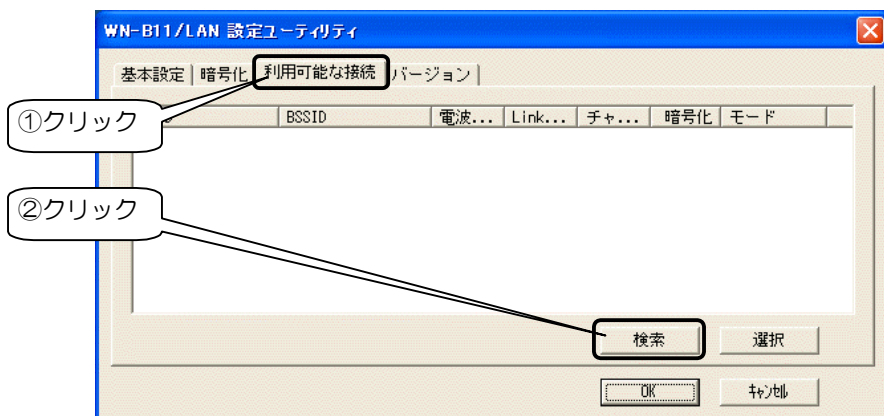 WN-B11/LAN 設定ユーティリティ
基本設定 暗号化 利用可能な接続 バージョン
①クリック
BSSID 電波... Link... チャ... 暗号化 モード
②クリック
検索 選択
OK キャンセル